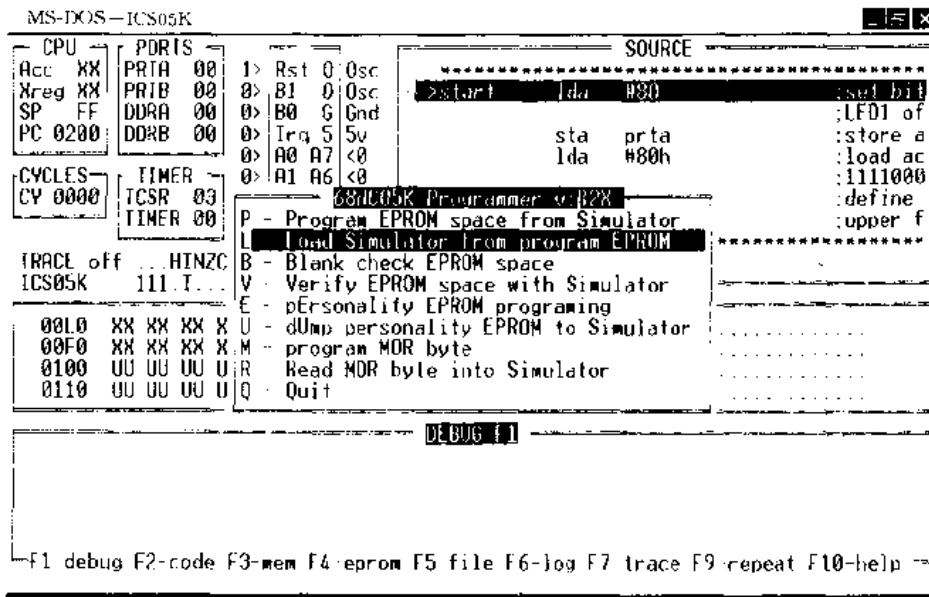 MS-DOS—ICS05K
CPU PORTS SOURCE
Acc XX PRTA 00 1> Rst O Osc ****************************************
Xreg XX PRTB 00 0> B1 O Osc >start lda #80 ;set bit
SP FF DDRA 00 0> B0 G Gnd ;LED1 of
PC 0200 DDRB 00 0> Irq 5 5v sta prta ;store a
0> A0 A7 <0 lda #80h ;load ac
CYCLES TIMER 0> A1 A6 <0 ;1111000
CY 0000 TCSR 03 68HC05K Programmer ;define
TIMER 00 P - Program EPROM space from Simulator ;upper f
L - Load Simulator from program EPROM ********************
TRACE off ...HINZC B - Blank check EPROM space
ICS05K 111.I... V - Verify EPROM space with Simulator
E - pErsonalify EPROM programing
00E0 XX XX XX X U - dUmp personality EPROM to Simulator
00F0 XX XX XX X M - program MOR byte
0100 UU UU UU U R Read MOR byte into Simulator
0110 UU UU UU U Q - Quit
DEBUG f1
F1 debug F2-code F3-mem F4-eprom F5 file F6-log F7 trace F9-repeat F10-help